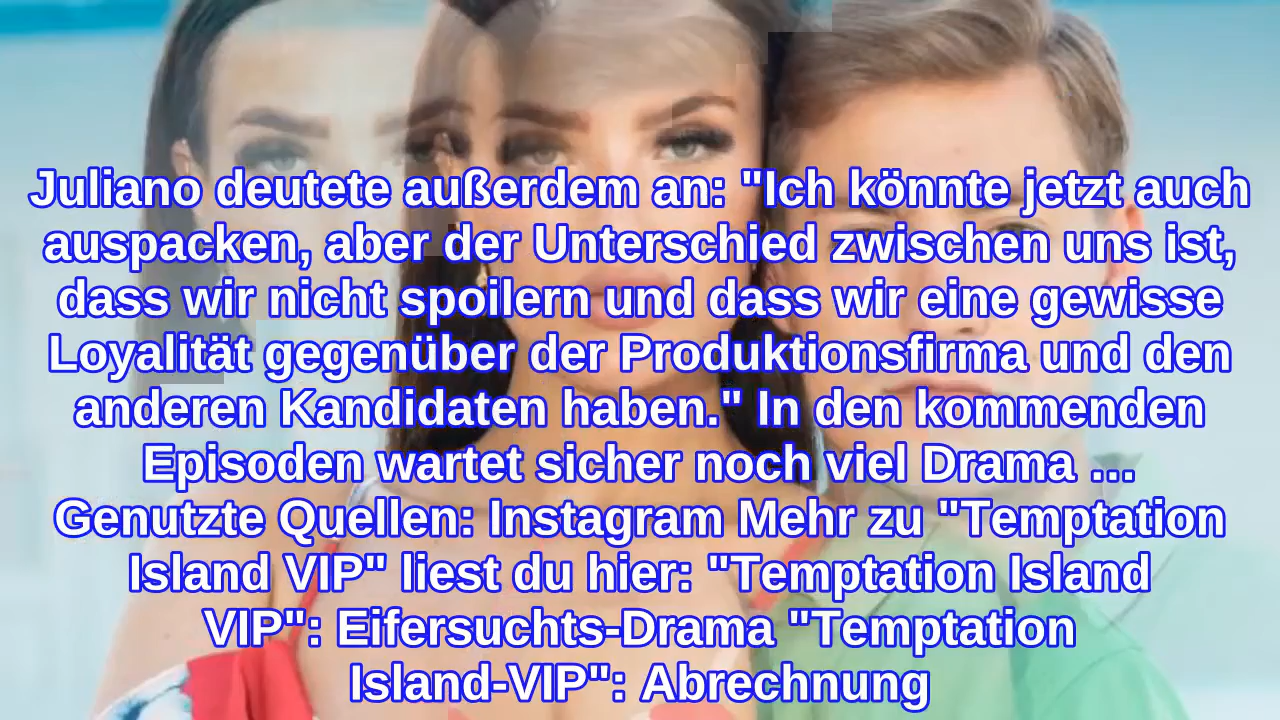 Juliano deutete außerdem an: "Ich könnte jetzt auch
auspacken, aber der Unterschied zwischen uns ist,
dass wir nicht spoilern und dass wir eine gewisse
Loyalität gegenüber der Produktionsfirma und den
anderen Kandidaten haben." In den kommenden
Episoden wartet sicher noch viel Drama ...
Genutzte Quellen: Instagram Mehr zu "Temptation
Island VIP" liest du hier: "Temptation Island
VIP": Eifersuchts-Drama "Temptation
Island-VIP": Abrechnung